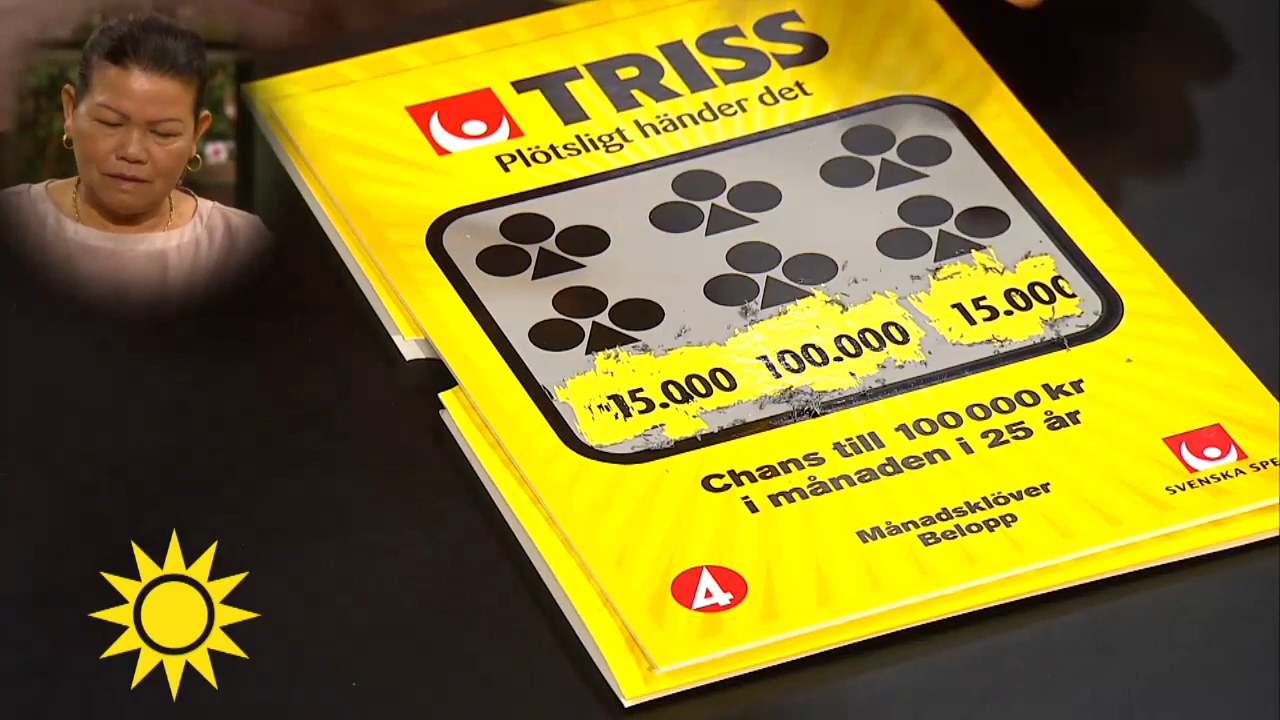 TRISS
Plötsligt händer det
15.000 100.000 15.000
Chans till 100 000 kr
i månaden i 25 år
Månadsklöver
Belopp
SVENSKA SPE
4